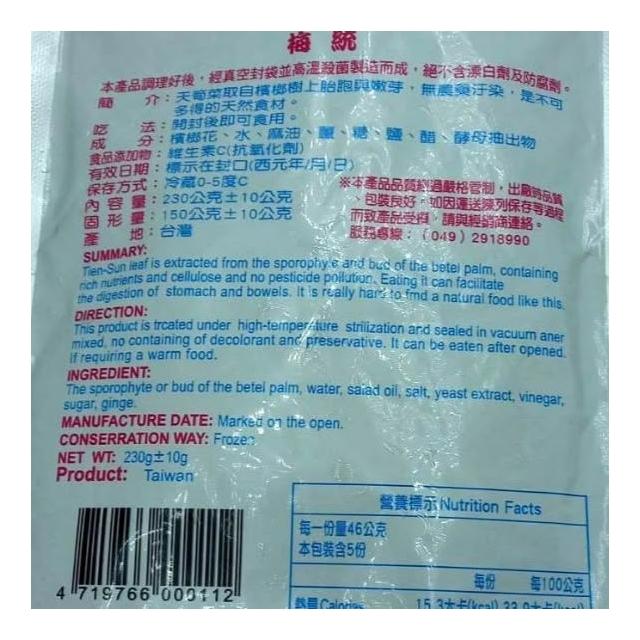 梅統
本產品調理好後，經真空封袋並高溫殺菌製造而成，絕不含漂白劑及防腐劑。
簡　介：天筍菜取自檳榔樹上胎胞與嫩芽，無農藥汙染，是不可
多得的天然食材。
吃　法：開封後即可食用。
成　分：檳榔花、水、麻油、薑、糖、鹽、醋、酵母抽出物
食品添加物：維生素C(抗氧化劑)
有效日期：標示在封口(西元年/月/日)
保存方式：冷藏0-5度C
內容量：230公克±10公克
固形量：150公克±10公克
產　地：台灣
※本產品品質經過嚴格管制，出廠時品質
、包裝良好，如因運送陳列保存等過程
而致產品受損，請與經銷商連絡。
服務專線：(049) 2918990
SUMMARY:
Tien-Sun leaf is extracted from the sporophyte and bud of the betel palm, containing
rich nutrients and cellulose and no pesticide pollution. Eating it can facilitate
the digestion of stomach and bowels. It is really hard to fmd a natural food like this.
DIRECTION:
This product is trcated under high-temperature strilization and sealed in vacuum aner
mixed, no containing of decolorant and preservative. It can be eaten after opened.
If requiring a warm food.
INGREDIENT:
The sporophyte or bud of the betel palm, water, salad oil, salt, yeast extract, vinegar,
sugar, ginge.
MANUFACTURE DATE: Marked on the open.
CONSERRATION WAY: Frozen
NET WT: 230g±10g
Product: Taiwan
4 719766 000112
營養標示 Nutrition Facts
每一份量46公克
本包裝含5份
每份 每100公克
熱量 Calories 15.3大卡(kcal) 33.9大卡(kcal)